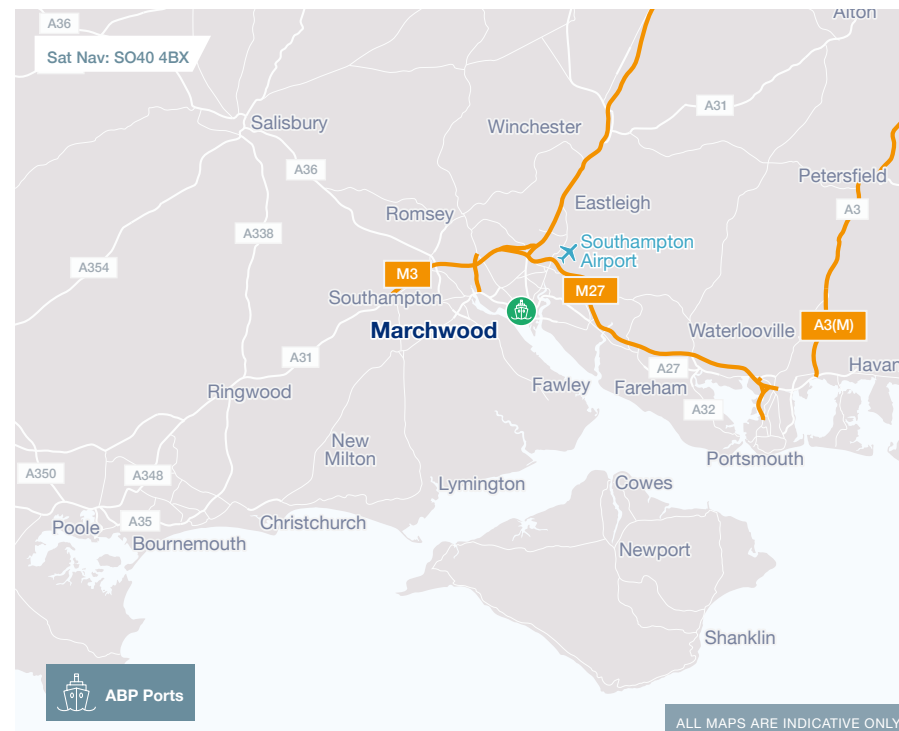 Alton
A36
Sat Nav: SO40 4BX
A31
Salisbury
Winchester
A36
Petersfield
Eastleigh
A3
Romsey
A338
Southampton
Airport
A354
M3
M27
Southampton
Marchwood
A3(M)
Waterlooville
A31
Havan
A27
Fawley
Fareham
Ringwood
A32
New
Milton
Portsmouth
A350
A348
Lymington
Cowes
A35
Poole
Christchurch
Bournemouth
Newport
Shanklin
ABP Ports
ALL MAPS ARE INDICATIVE ONLY